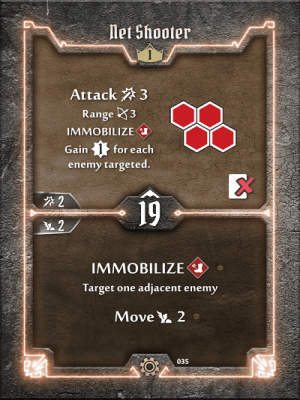 Net Shooter
1
Attack 3
Range 3
IMMOBILIZE
Gain 1 for each
enemy targeted.
2
19
2
IMMOBILIZE
Target one adjacent enemy
Move 2
035